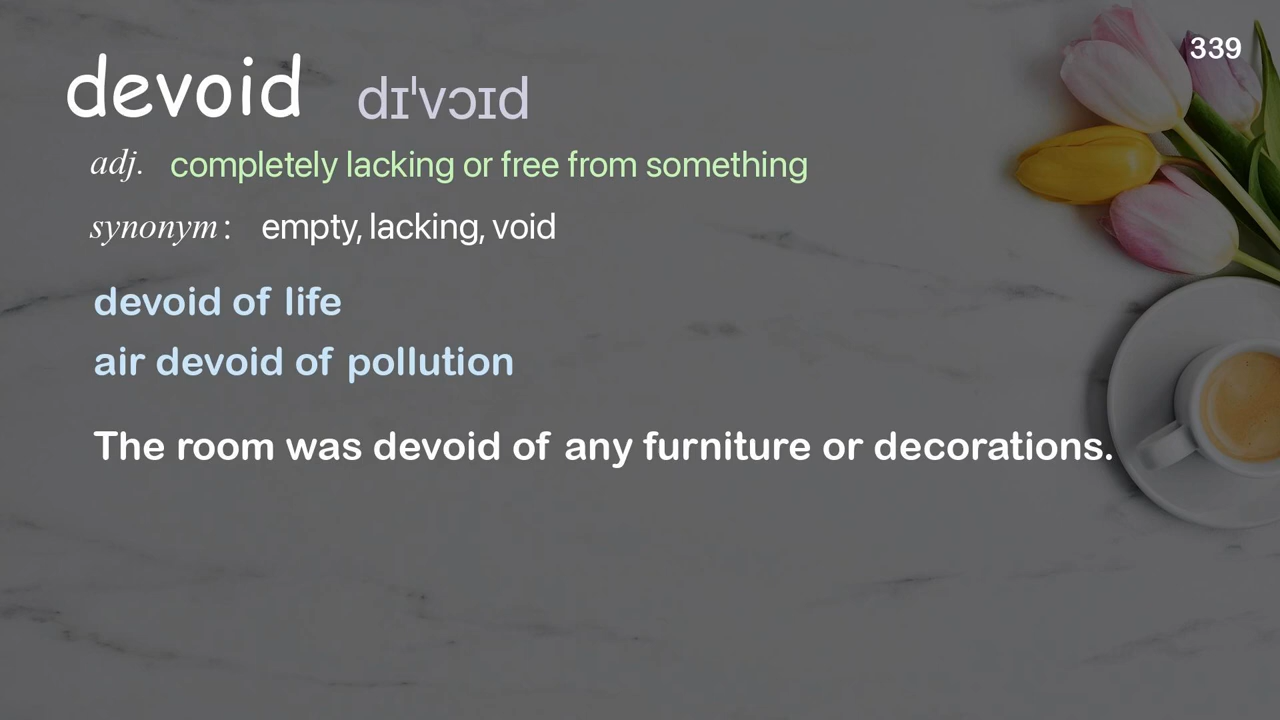 339
devoid dɪˈvɔɪd
adj. completely lacking or free from something
synonym: empty, lacking, void
devoid of life
air devoid of pollution
The room was devoid of any furniture or decorations.